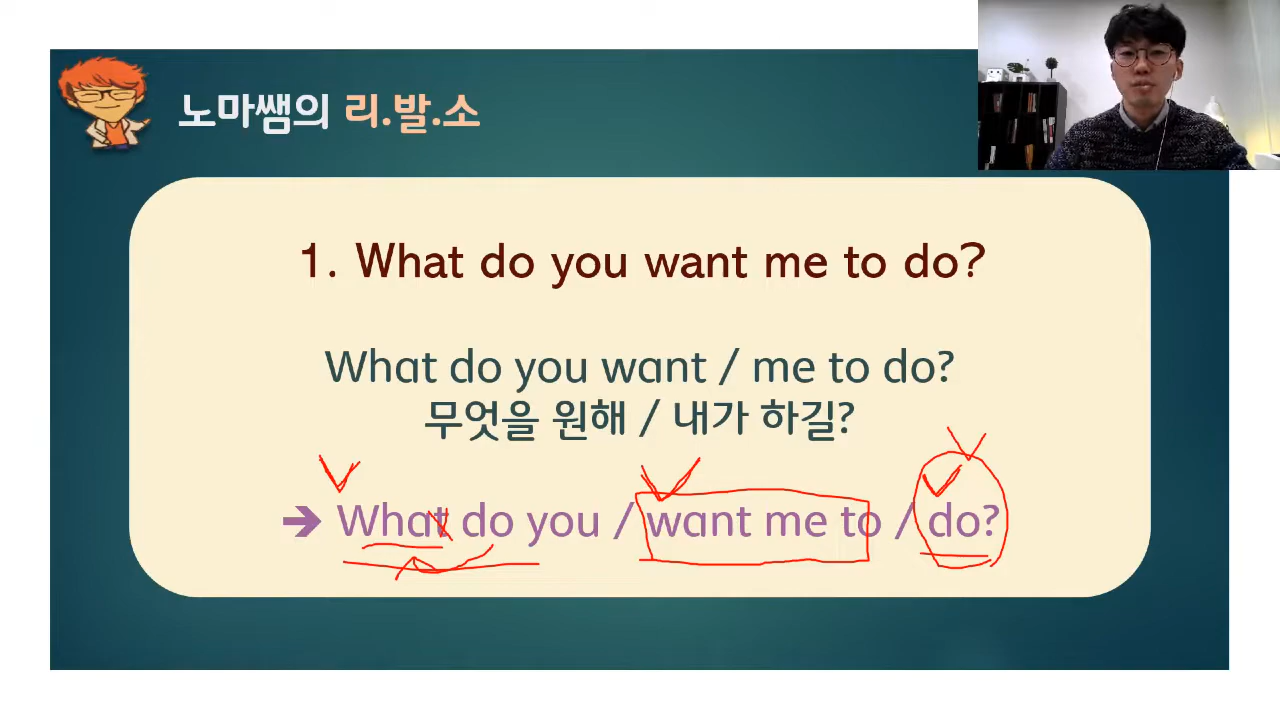 노마쌤의 리.발.소
1. What do you want me to do?
What do you want / me to do?
무엇을 원해 / 내가 하길?
➔ What do you / want me to / do?